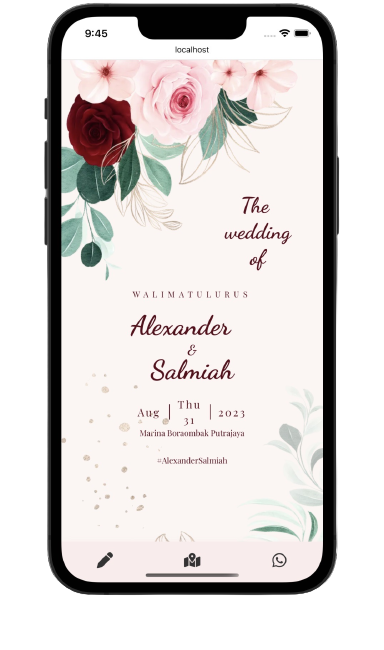 9:45
localhost
The
wedding
of
WALIMATULURUS
Alexander
&
Salmiah
Aug | Thu 31 | 2023
Macina Boraombak Putrajaya
#AlexanderSalmiah